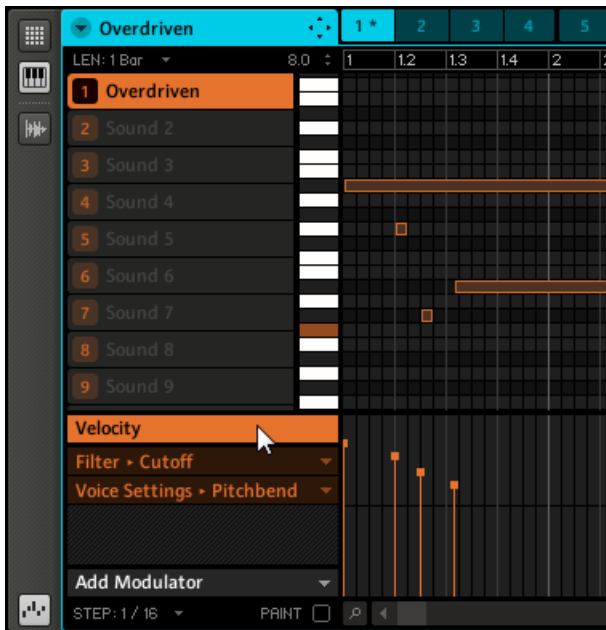 Overdriven 1 * 2 3 4 5
LEN: 1 Bar 8.0 1 1.2 1.3 1.4 2
1 Overdriven
2 Sound 2
3 Sound 3
4 Sound 4
5 Sound 5
6 Sound 6
7 Sound 7
8 Sound 8
9 Sound 9
Velocity
Filter ▸ Cutoff
Voice Settings ▸ Pitchbend
Add Modulator
STEP: 1 / 16 PAINT